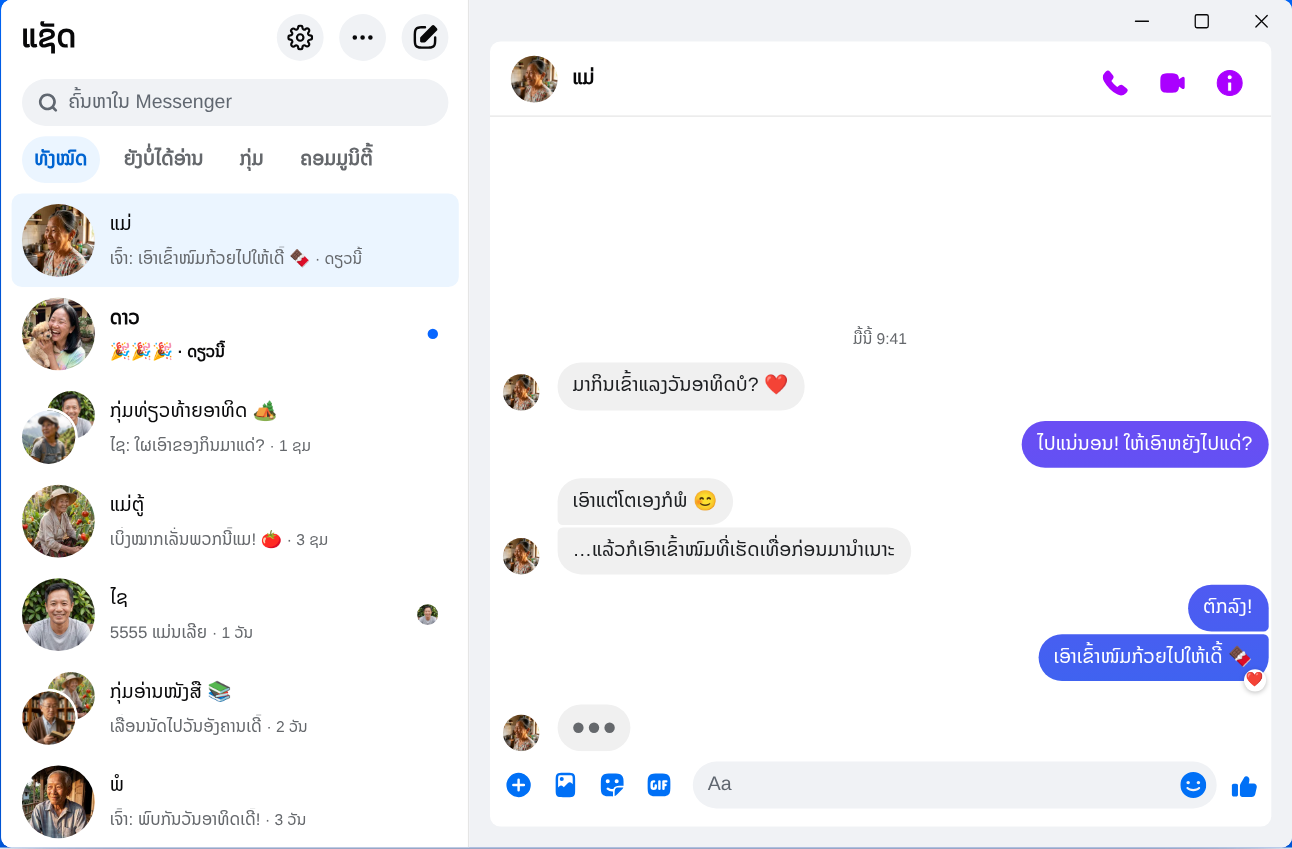 ແຊັດ
ຄົ້ນຫາໃນ Messenger
ທັງໝົດ ຍັງບໍ່ໄດ້ອ່ານ ກຸ່ມ ຄອມມູນິຕີ້
ແມ່
ເຈົ້າ: ເອົາເຂົ້າໜົມກ້ວຍໄປໃຫ້ເດີ້ 🍫 · ດຽວນີ້
ດາວ
🎉🎉🎉 · ດຽວນີ້
ກຸ່ມທ່ຽວທ້າຍອາທິດ 🏕️
ໄຊ: ໃຜເອົາຂອງກິນມາແດ່? · 1 ຊມ
ແມ່ຕູ້
ເບິ່ງໝາກເລັ່ນພວກນີ້ແມ! 🍅 · 3 ຊມ
ໄຊ
5555 ແມ່ນເລີຍ · 1 ວັນ
ກຸ່ມອ່ານໜັງສື 📚
ເລື່ອນນັດໄປວັນອັງຄານເດີ້ · 2 ວັນ
ພໍ່
ເຈົ້າ: ພົບກັນວັນອາທິດເດີ້! · 3 ວັນ
ແມ່
ມື້ນີ້ 9:41
ມາກິນເຂົ້າແລງວັນອາທິດບໍ? ❤️
ໄປແນ່ນອນ! ໃຫ້ເອົາຫຍັງໄປແດ່?
ເອົາແຕ່ໂຕເອງກໍພໍ 😊
…ແລ້ວກໍເອົາເຂົ້າໜົມທີ່ເຮັດເທື່ອກ່ອນມານຳເນາະ
ຕົກລົງ!
ເອົາເຂົ້າໜົມກ້ວຍໄປໃຫ້ເດີ້ 🍫
❤️
GIF
Aa